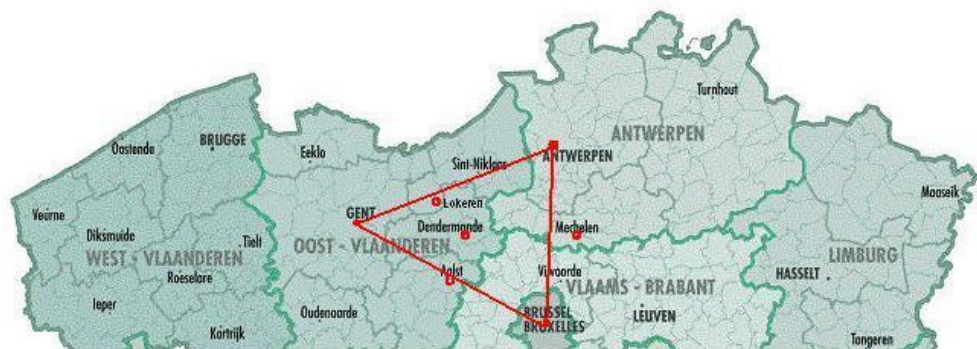 Turnhout
ANTWERPEN
BRUGGE
Oostende
Eeklo
Sint-Niklaas
ANTWERPEN
Maaseik
Lokeren
Veurne
GENT
Dendermonde
Mechelen
Diksmuide
Tielt
OOST - VLAANDEREN
WEST - VLAANDEREN
LIMBURG
Roeselare
Aalst
Vilvoorde
HASSELT
VLAAMS - BRABANT
Ieper
Oudenaarde
BRUSSEL
BRUXELLES
LEUVEN
Kortrijk
Tongeren